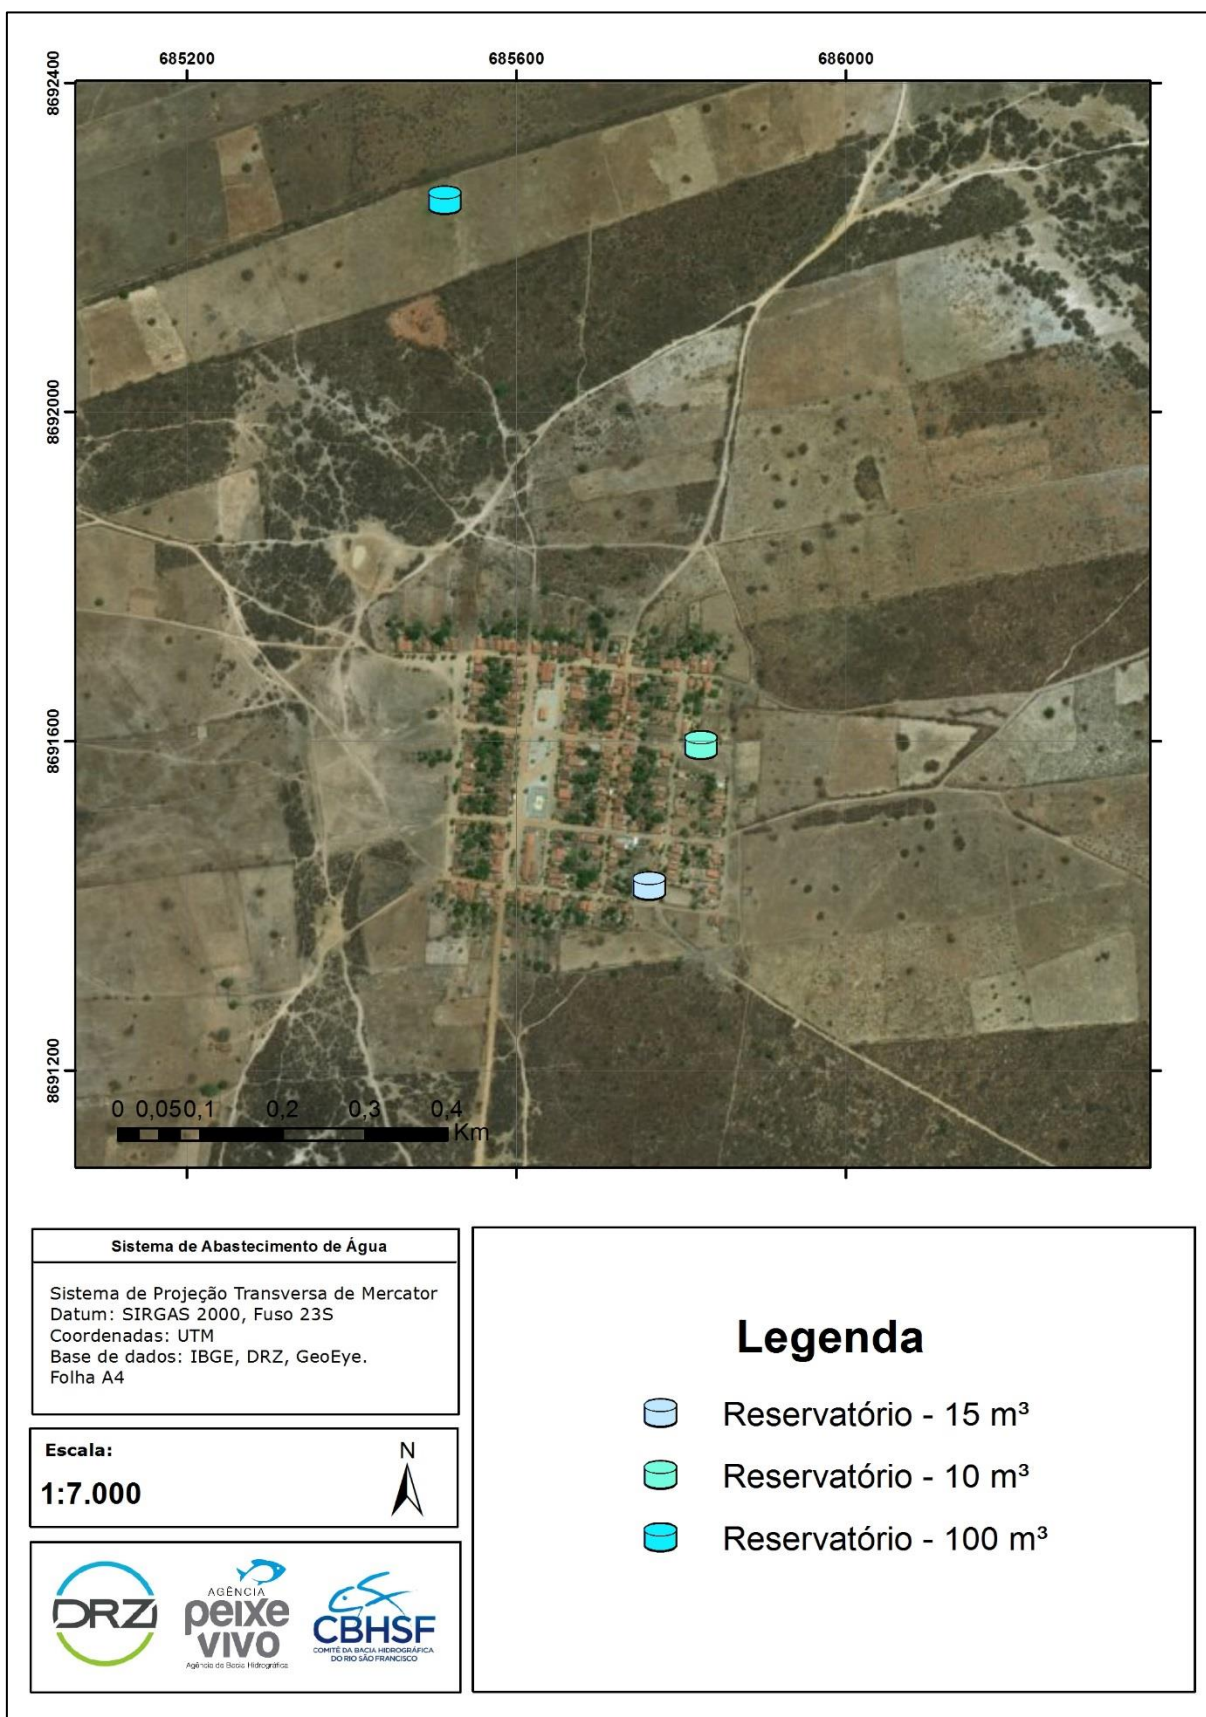 685200 685600 686000
8692400
8692000
8691600
8691200
0 0,050,1 0,2 0,3 0,4
Km
Sistema de Abastecimento de Água
Sistema de Projeção Transversa de Mercator
Datum: SIRGAS 2000, Fuso 23S
Coordenadas: UTM
Base de dados: IBGE, DRZ, GeoEye.
Folha A4
Escala:
1:7.000
N
DRZ
AGÊNCIA
peixe
VIVO
Agência de Bacia Hidrográfica
CBHSF
COMITÊ DA BACIA HIDROGRÁFICA
DO RIO SÃO FRANCISCO
Legenda
Reservatório - 15 m³
Reservatório - 10 m³
Reservatório - 100 m³